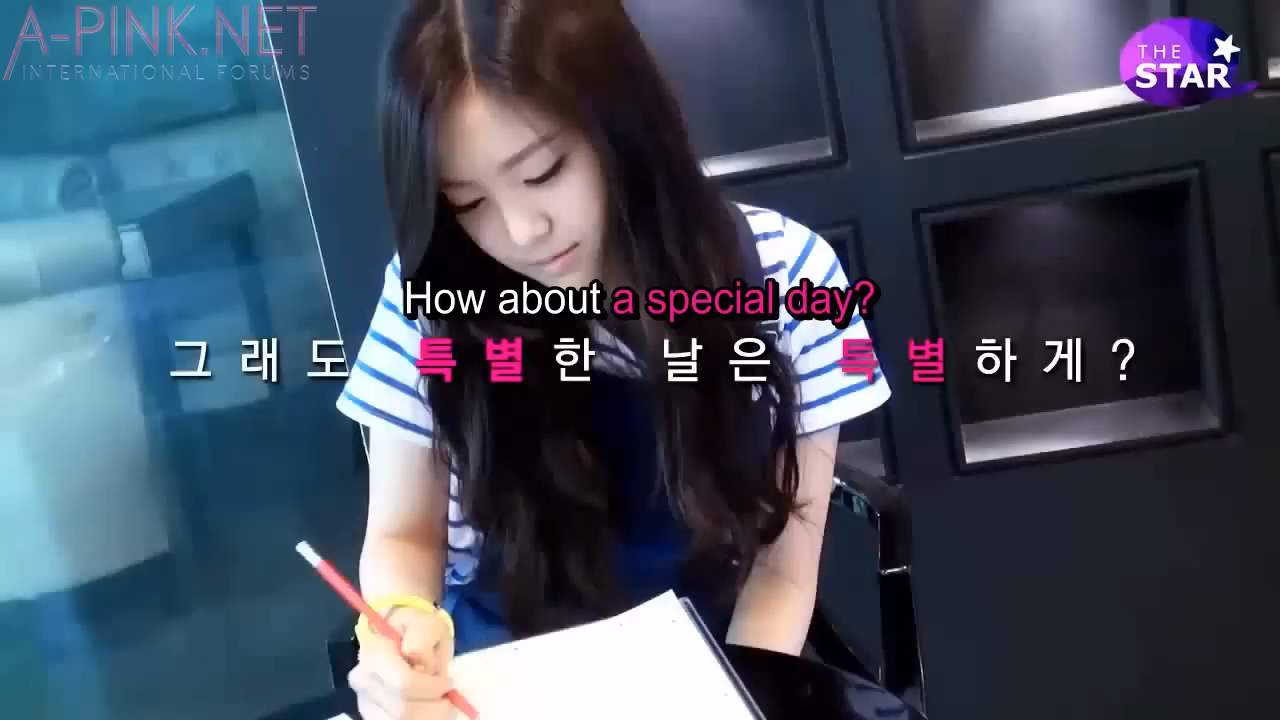 A-PINK.NET
INTERNATIONAL FORUMS
THE
STAR
How about a special day?
그래도 특별한 날은 특별하게?